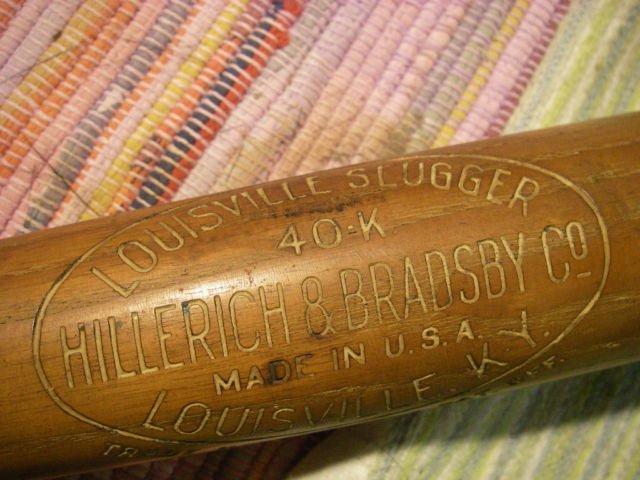 LOUISVILLE SLUGGER
40-K
HILLERICH & BRADSBY Co
MADE IN U.S.A.
LOUISVILLE, KY.